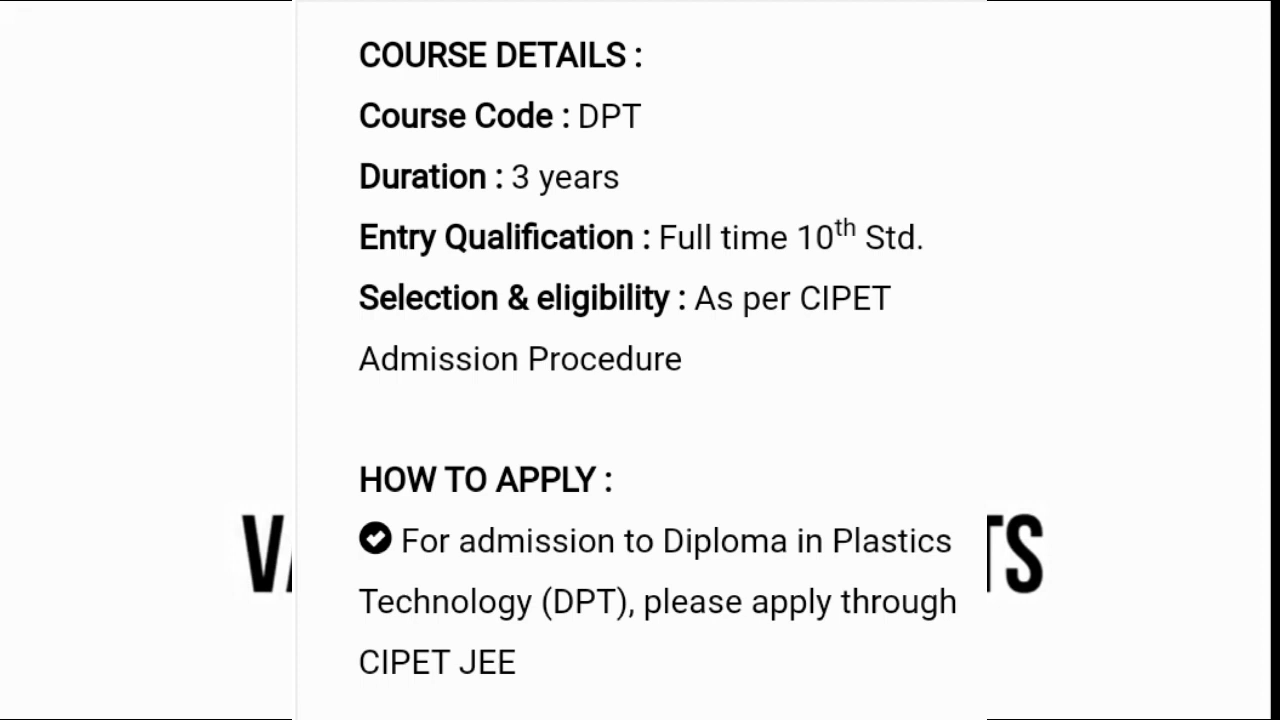 COURSE DETAILS :
Course Code : DPT
Duration : 3 years
Entry Qualification : Full time 10th Std.
Selection & eligibility : As per CIPET
Admission Procedure
HOW TO APPLY :
For admission to Diploma in Plastics
Technology (DPT), please apply through
CIPET JEE